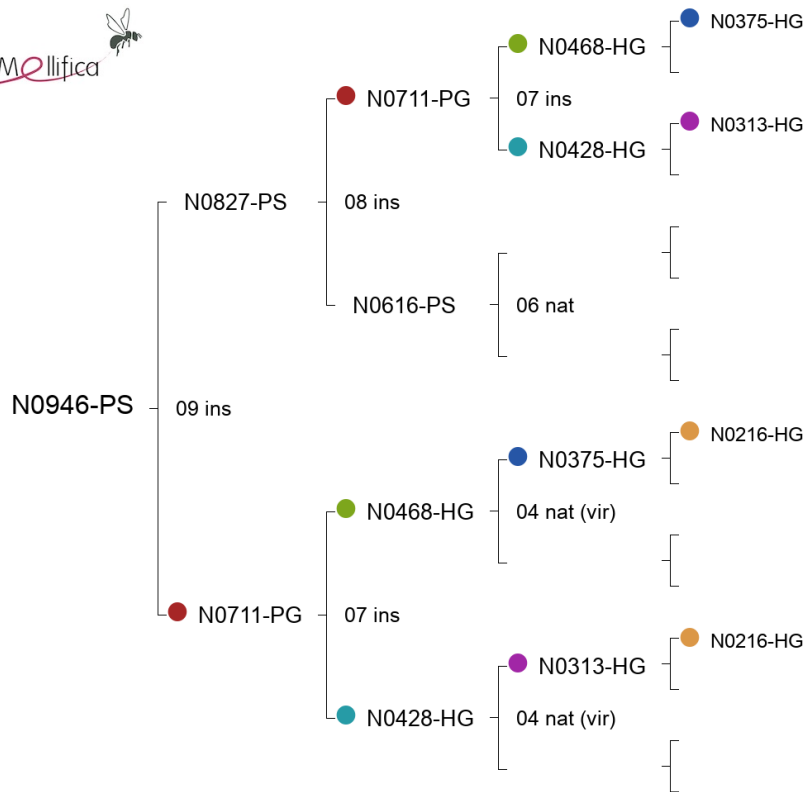 Mellifica
N0375-HG
N0468-HG
N0711-PG
07 ins
N0313-HG
N0428-HG
N0827-PS
08 ins
N0616-PS
06 nat
N0946-PS
09 ins
N0216-HG
N0375-HG
N0468-HG
04 nat (vir)
N0711-PG
07 ins
N0216-HG
N0313-HG
N0428-HG
04 nat (vir)